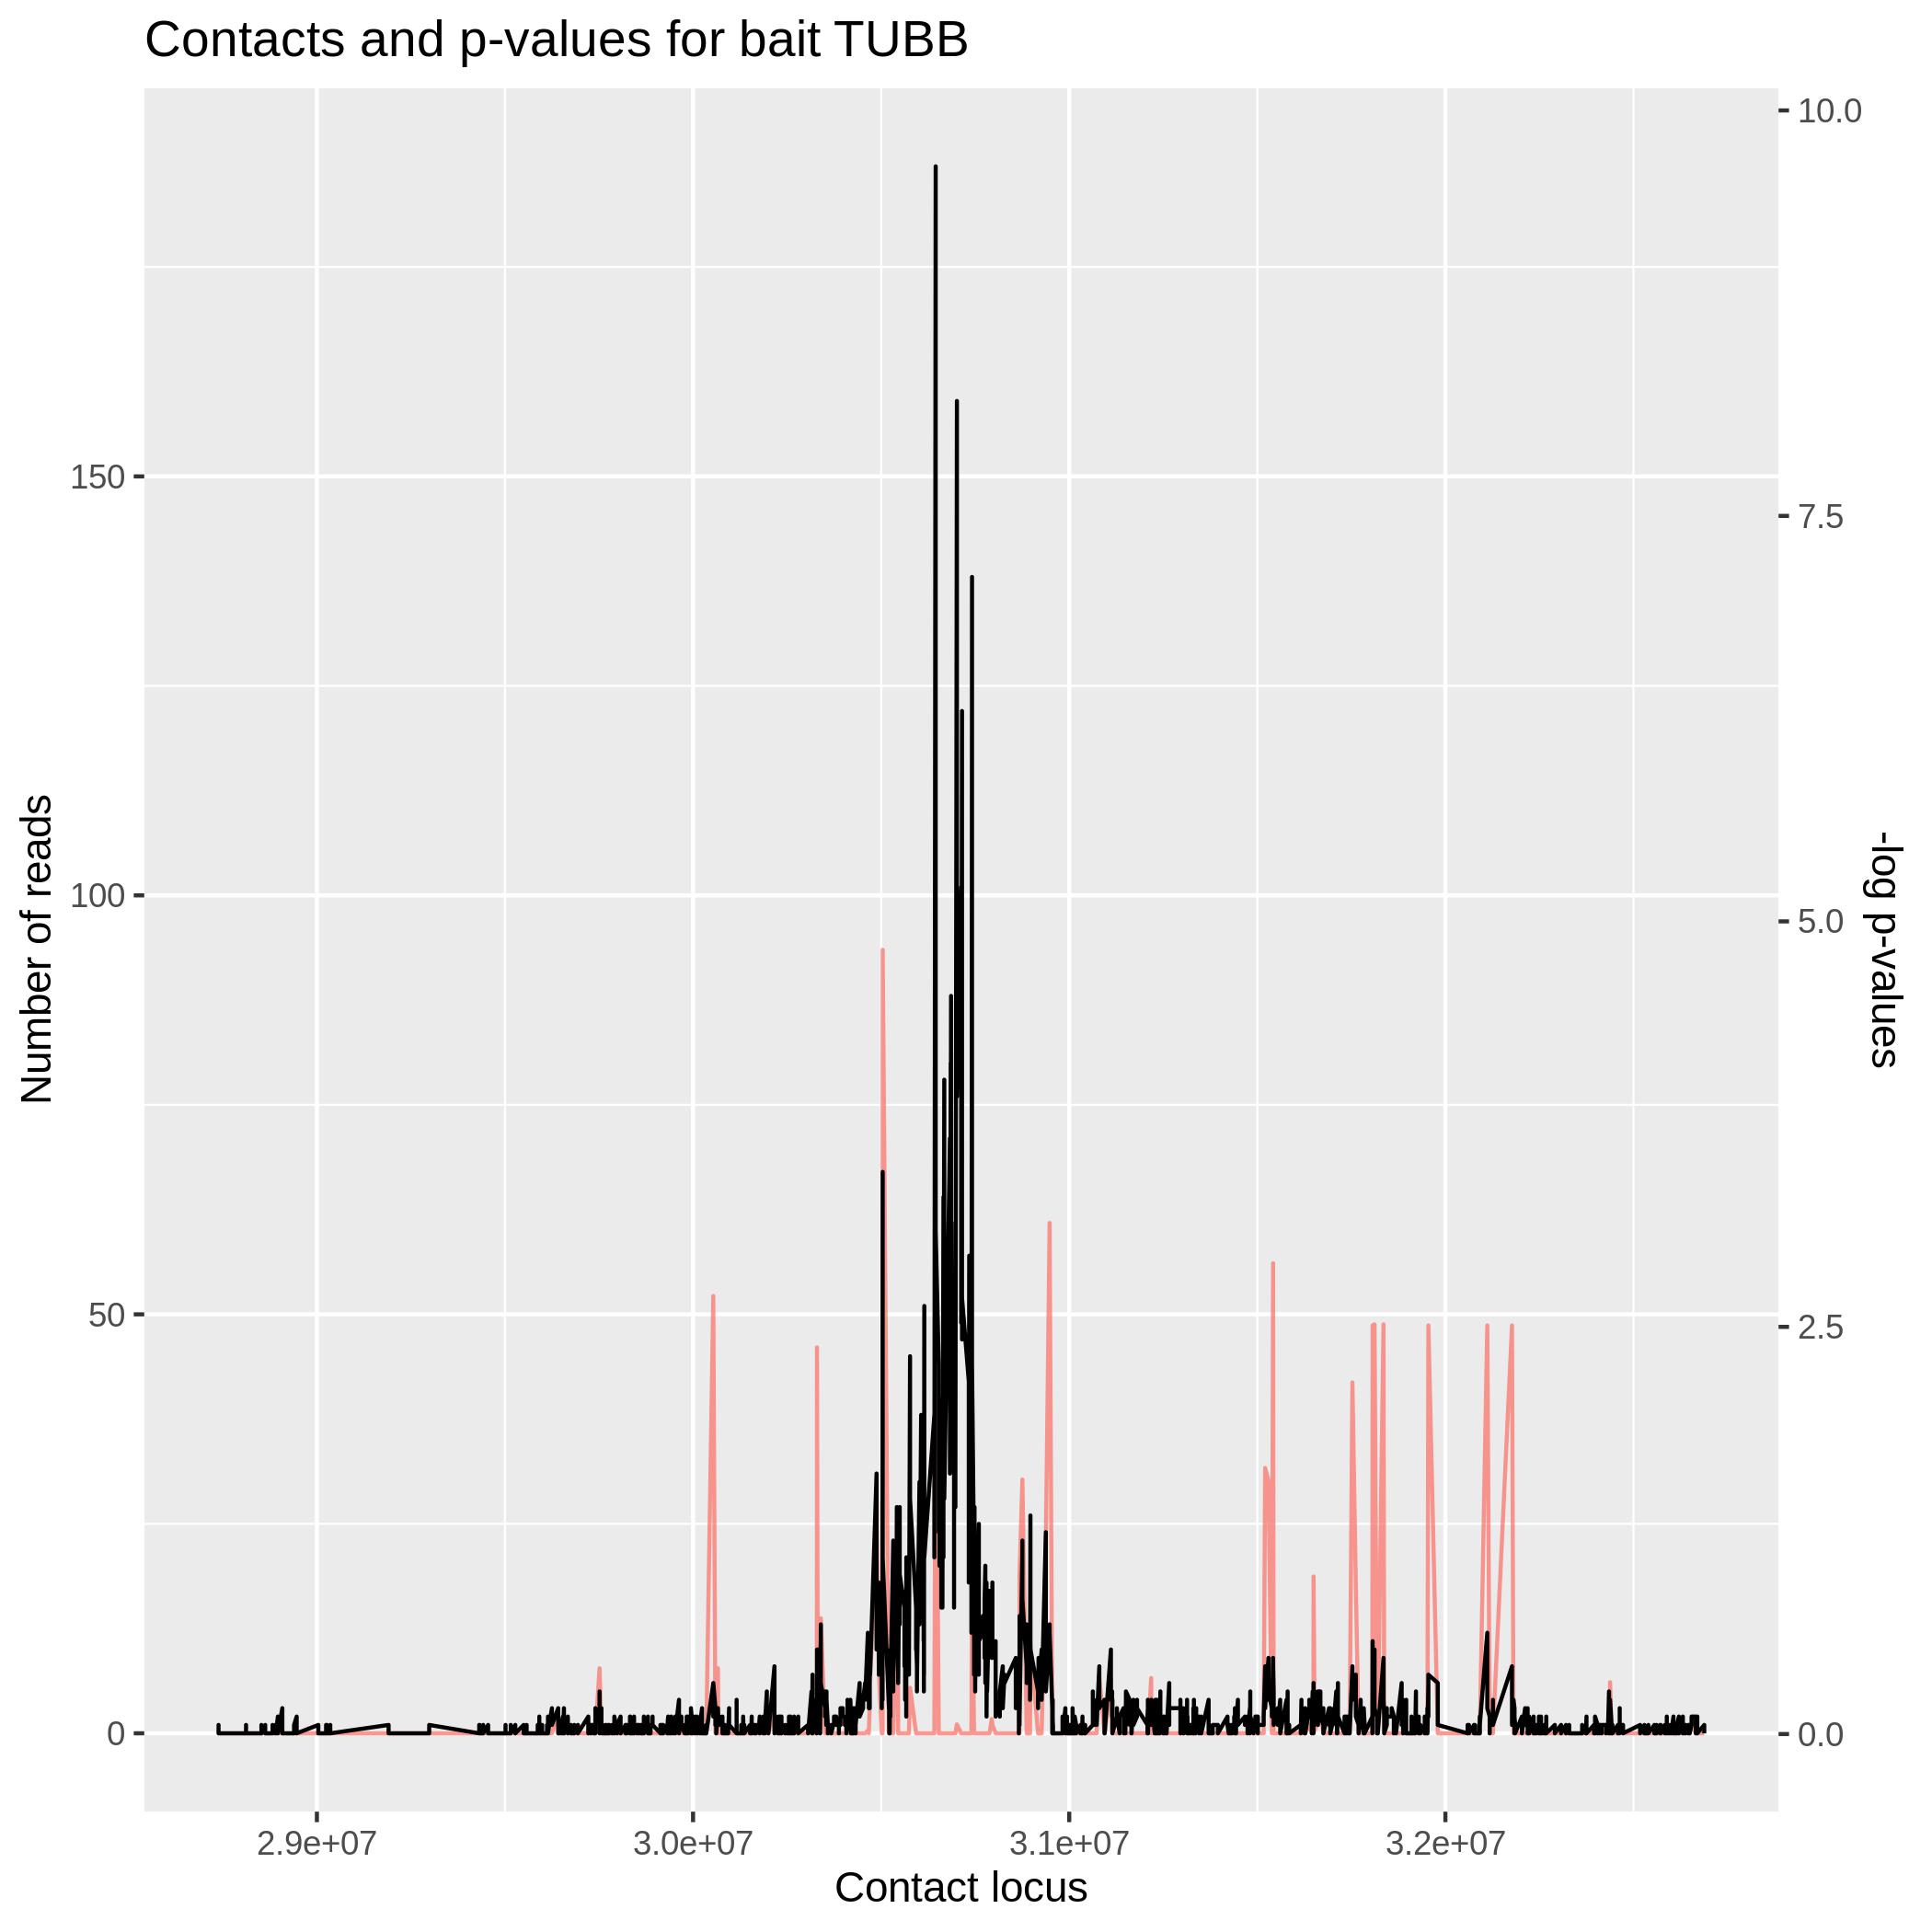 Contacts and p-values for bait TUBB
Number of reads
150
100
50
0
10.0
7.5
5.0
2.5
0.0
-log p-values
2.9e+07
3.0e+07
3.1e+07
3.2e+07
Contact locus